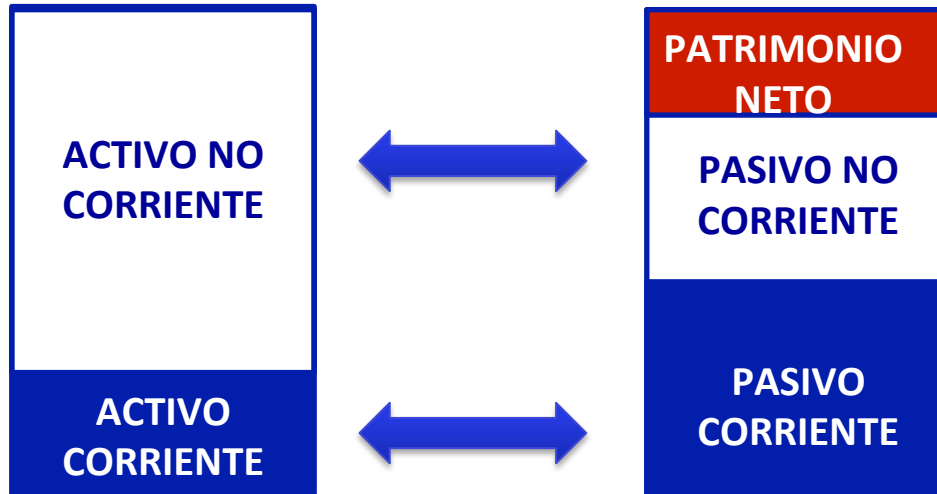 ACTIVO NO
CORRIENTE
ACTIVO
CORRIENTE
PATRIMONIO
NETO
PASIVO NO
CORRIENTE
PASIVO
CORRIENTE